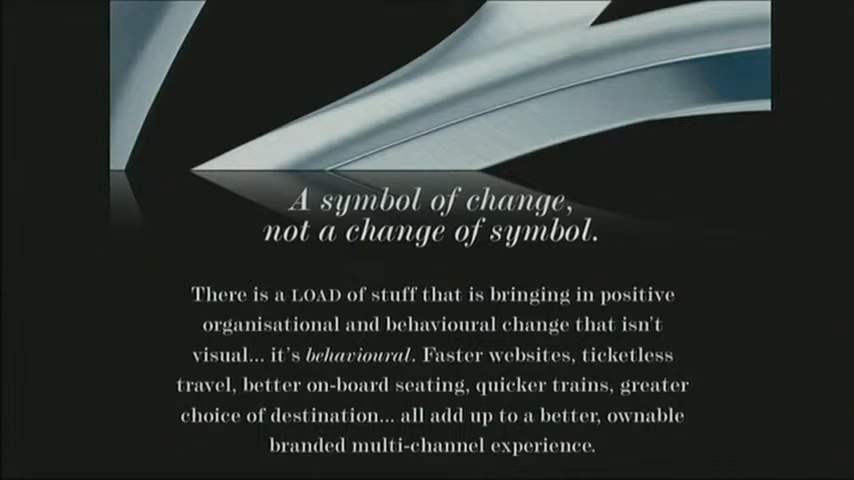 A symbol of change,
not a change of symbol.
There is a LOAD of stuff that is bringing in positive
organisational and behavioural change that isn't
visual... it's behavioural. Faster websites, ticketless
travel, better on-board seating, quicker trains, greater
choice of destination... all add up to a better, ownable
branded multi-channel experience.